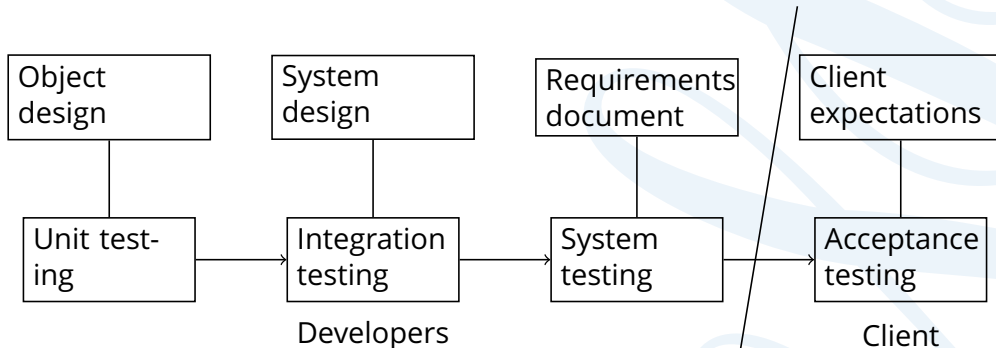 Object
design
System
design
Requirements
document
Client
expectations
Unit test-
ing
Integration
testing
System
testing
Acceptance
testing
Developers
Client